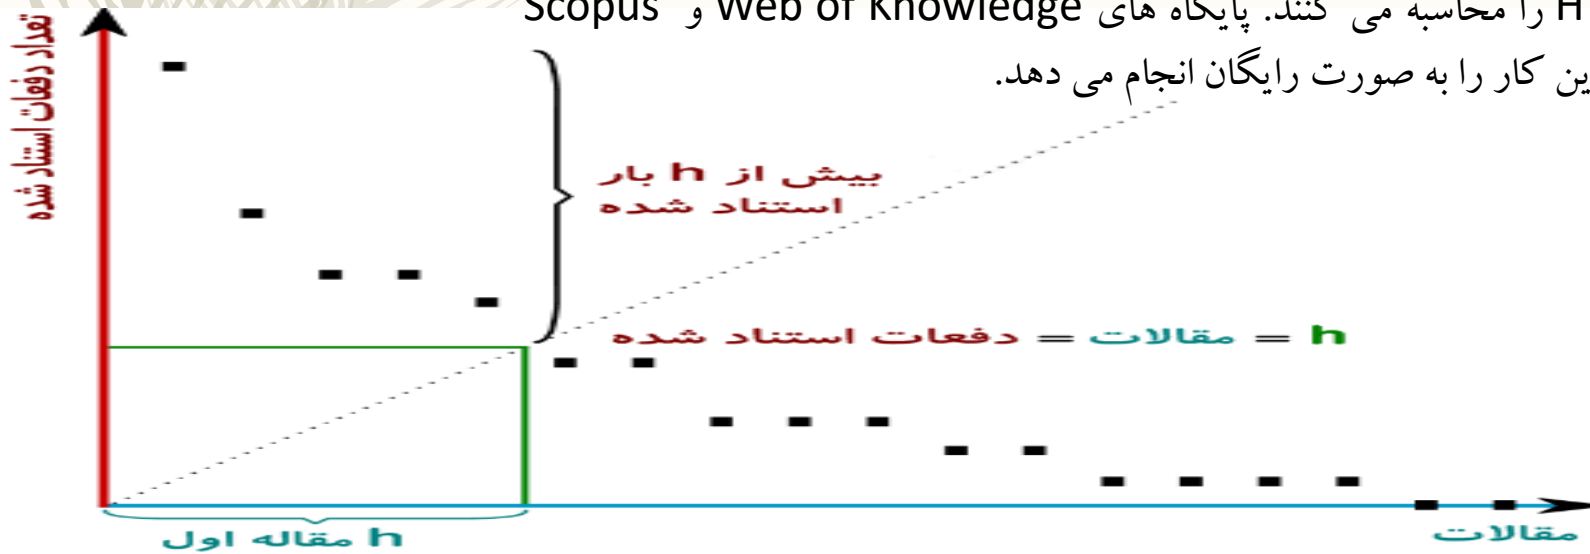 H را محاسبه می کنند. پایگاه های Web of Knowledge و Scopus
ین کار را به صورت رایگان انجام می دهد.
تعداد دفعات استناد شده
بیش از h بار
استناد شده
h = مقالات = دفعات استناد شده
h مقاله اول
مقالات